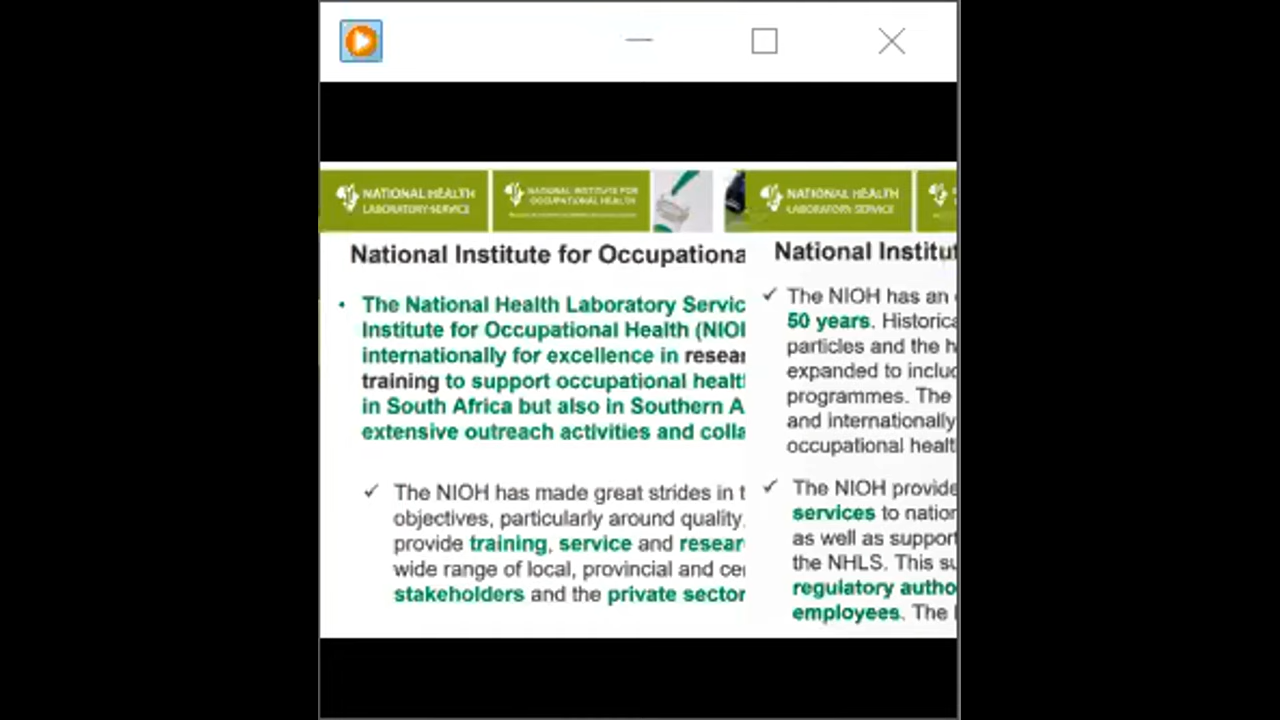 NATIONAL HEALTH
LABORATORY SERVICE
NATIONAL INSTITUTE FOR
OCCUPATIONAL HEALTH
National Institute for Occupationa
• The National Health Laboratory Servic
Institute for Occupational Health (NIOH
internationally for excellence in resear
training to support occupational healt
in South Africa but also in Southern A
extensive outreach activities and colla
✓ The NIOH has made great strides in t
objectives, particularly around quality,
provide training, service and resear
wide range of local, provincial and ce
stakeholders and the private sector
NATIONAL HEALTH
LABORATORY SERVICE
National Institut
✓ The NIOH has an
50 years. Historica
particles and the h
expanded to includ
programmes. The
and internationally
occupational healt
✓ The NIOH provide
services to nation
as well as support
the NHLS. This su
regulatory autho
employees. The